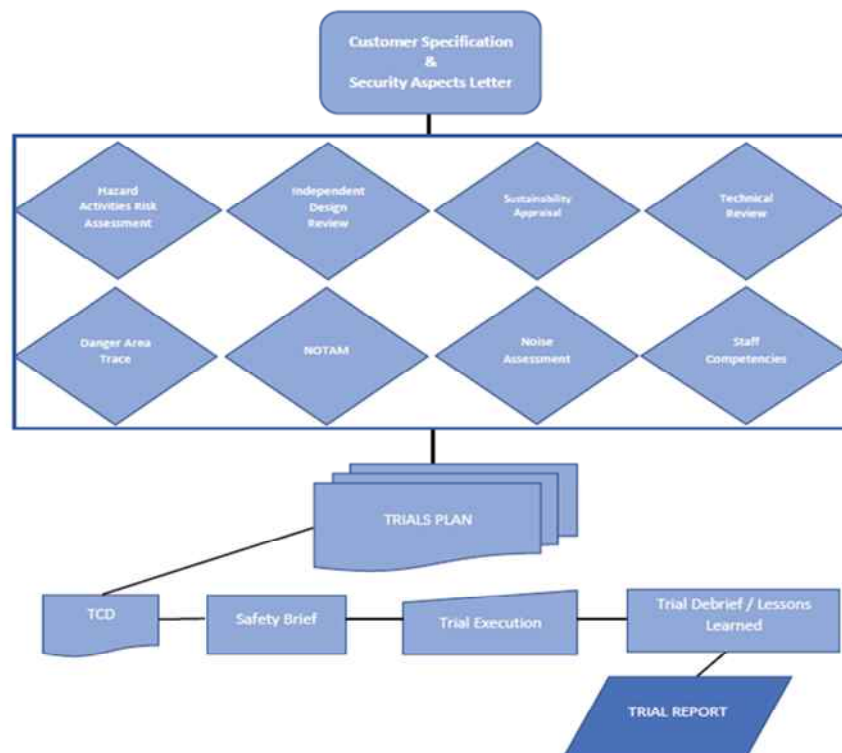 Customer Specification
&
Security Aspects Letter
Hazard
Activities Risk
Assessment
Independent
Design
Review
Sustainability
Appraisal
Technical
Review
Danger Area
Trace
NOTAM
Noise
Assessment
Staff
Competencies
TRIALS PLAN
TCD
Safety Brief
Trial Execution
Trial Debrief / Lessons
Learned
TRIAL REPORT